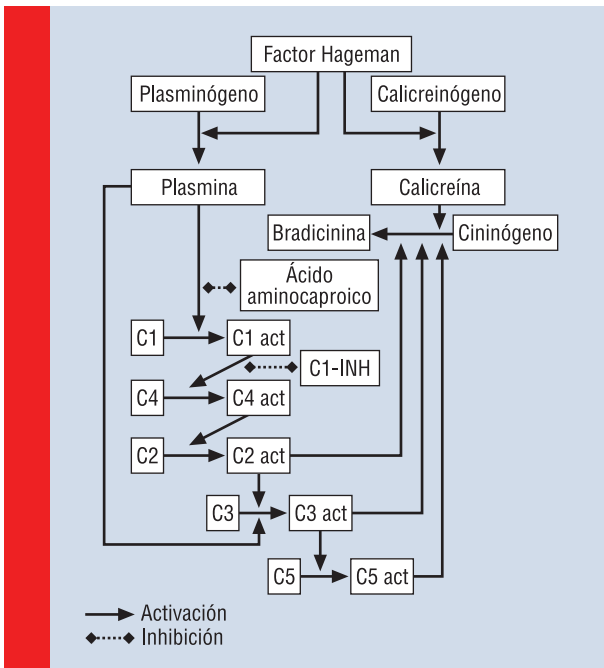 Factor Hageman
Plasminógeno
Calicreinógeno
Plasmina
Calicreína
Bradicinina
Cininógeno
Ácido
aminocaproico
C1
C1 act
C1-INH
C4
C4 act
C2
C2 act
C3
C3 act
C5
C5 act
Activación
Inhibición